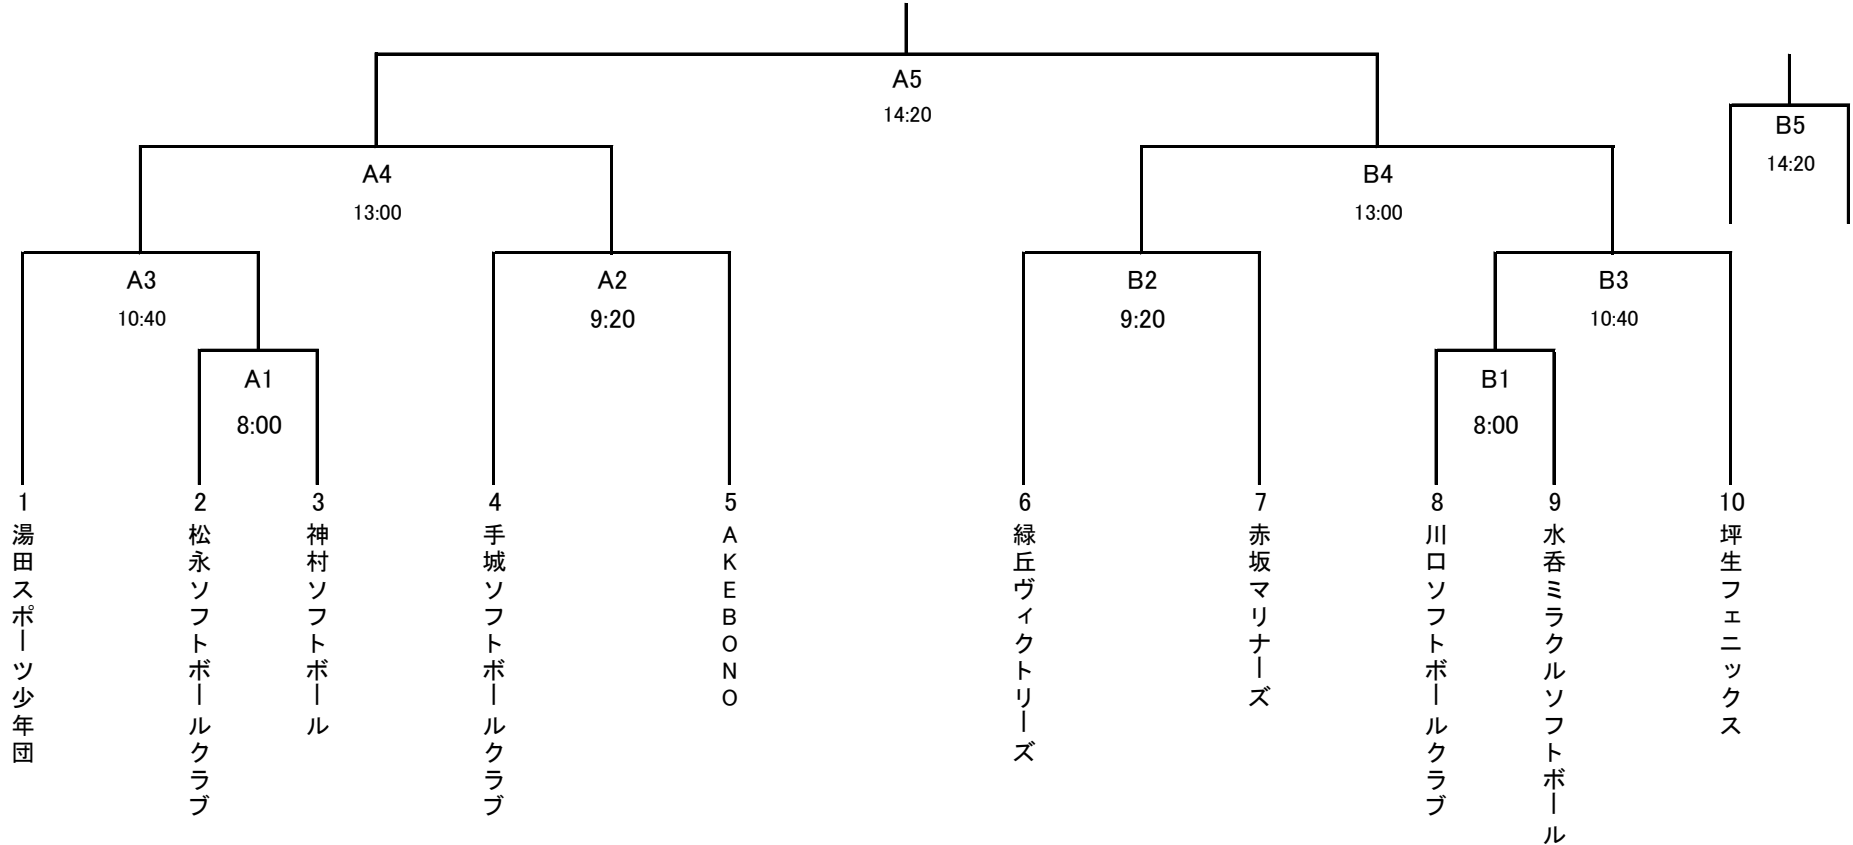 A5
14:20
B5
14:20
A4
13:00
B4
13:00
A3
10:40
A2
9:20
B2
9:20
B3
10:40
A1
8:00
B1
8:00
1
湯田スポーツ少年団
2
松永ソフトボールクラブ
3
神村ソフトボール
4
手城ソフトボールクラブ
5
AKEBONO
6
緑丘ヴィクトリーズ
7
赤坂マリナーズ
8
川口ソフトボールクラブ
9
水呑ミラクルソフトボール
10
坪生フェニックス